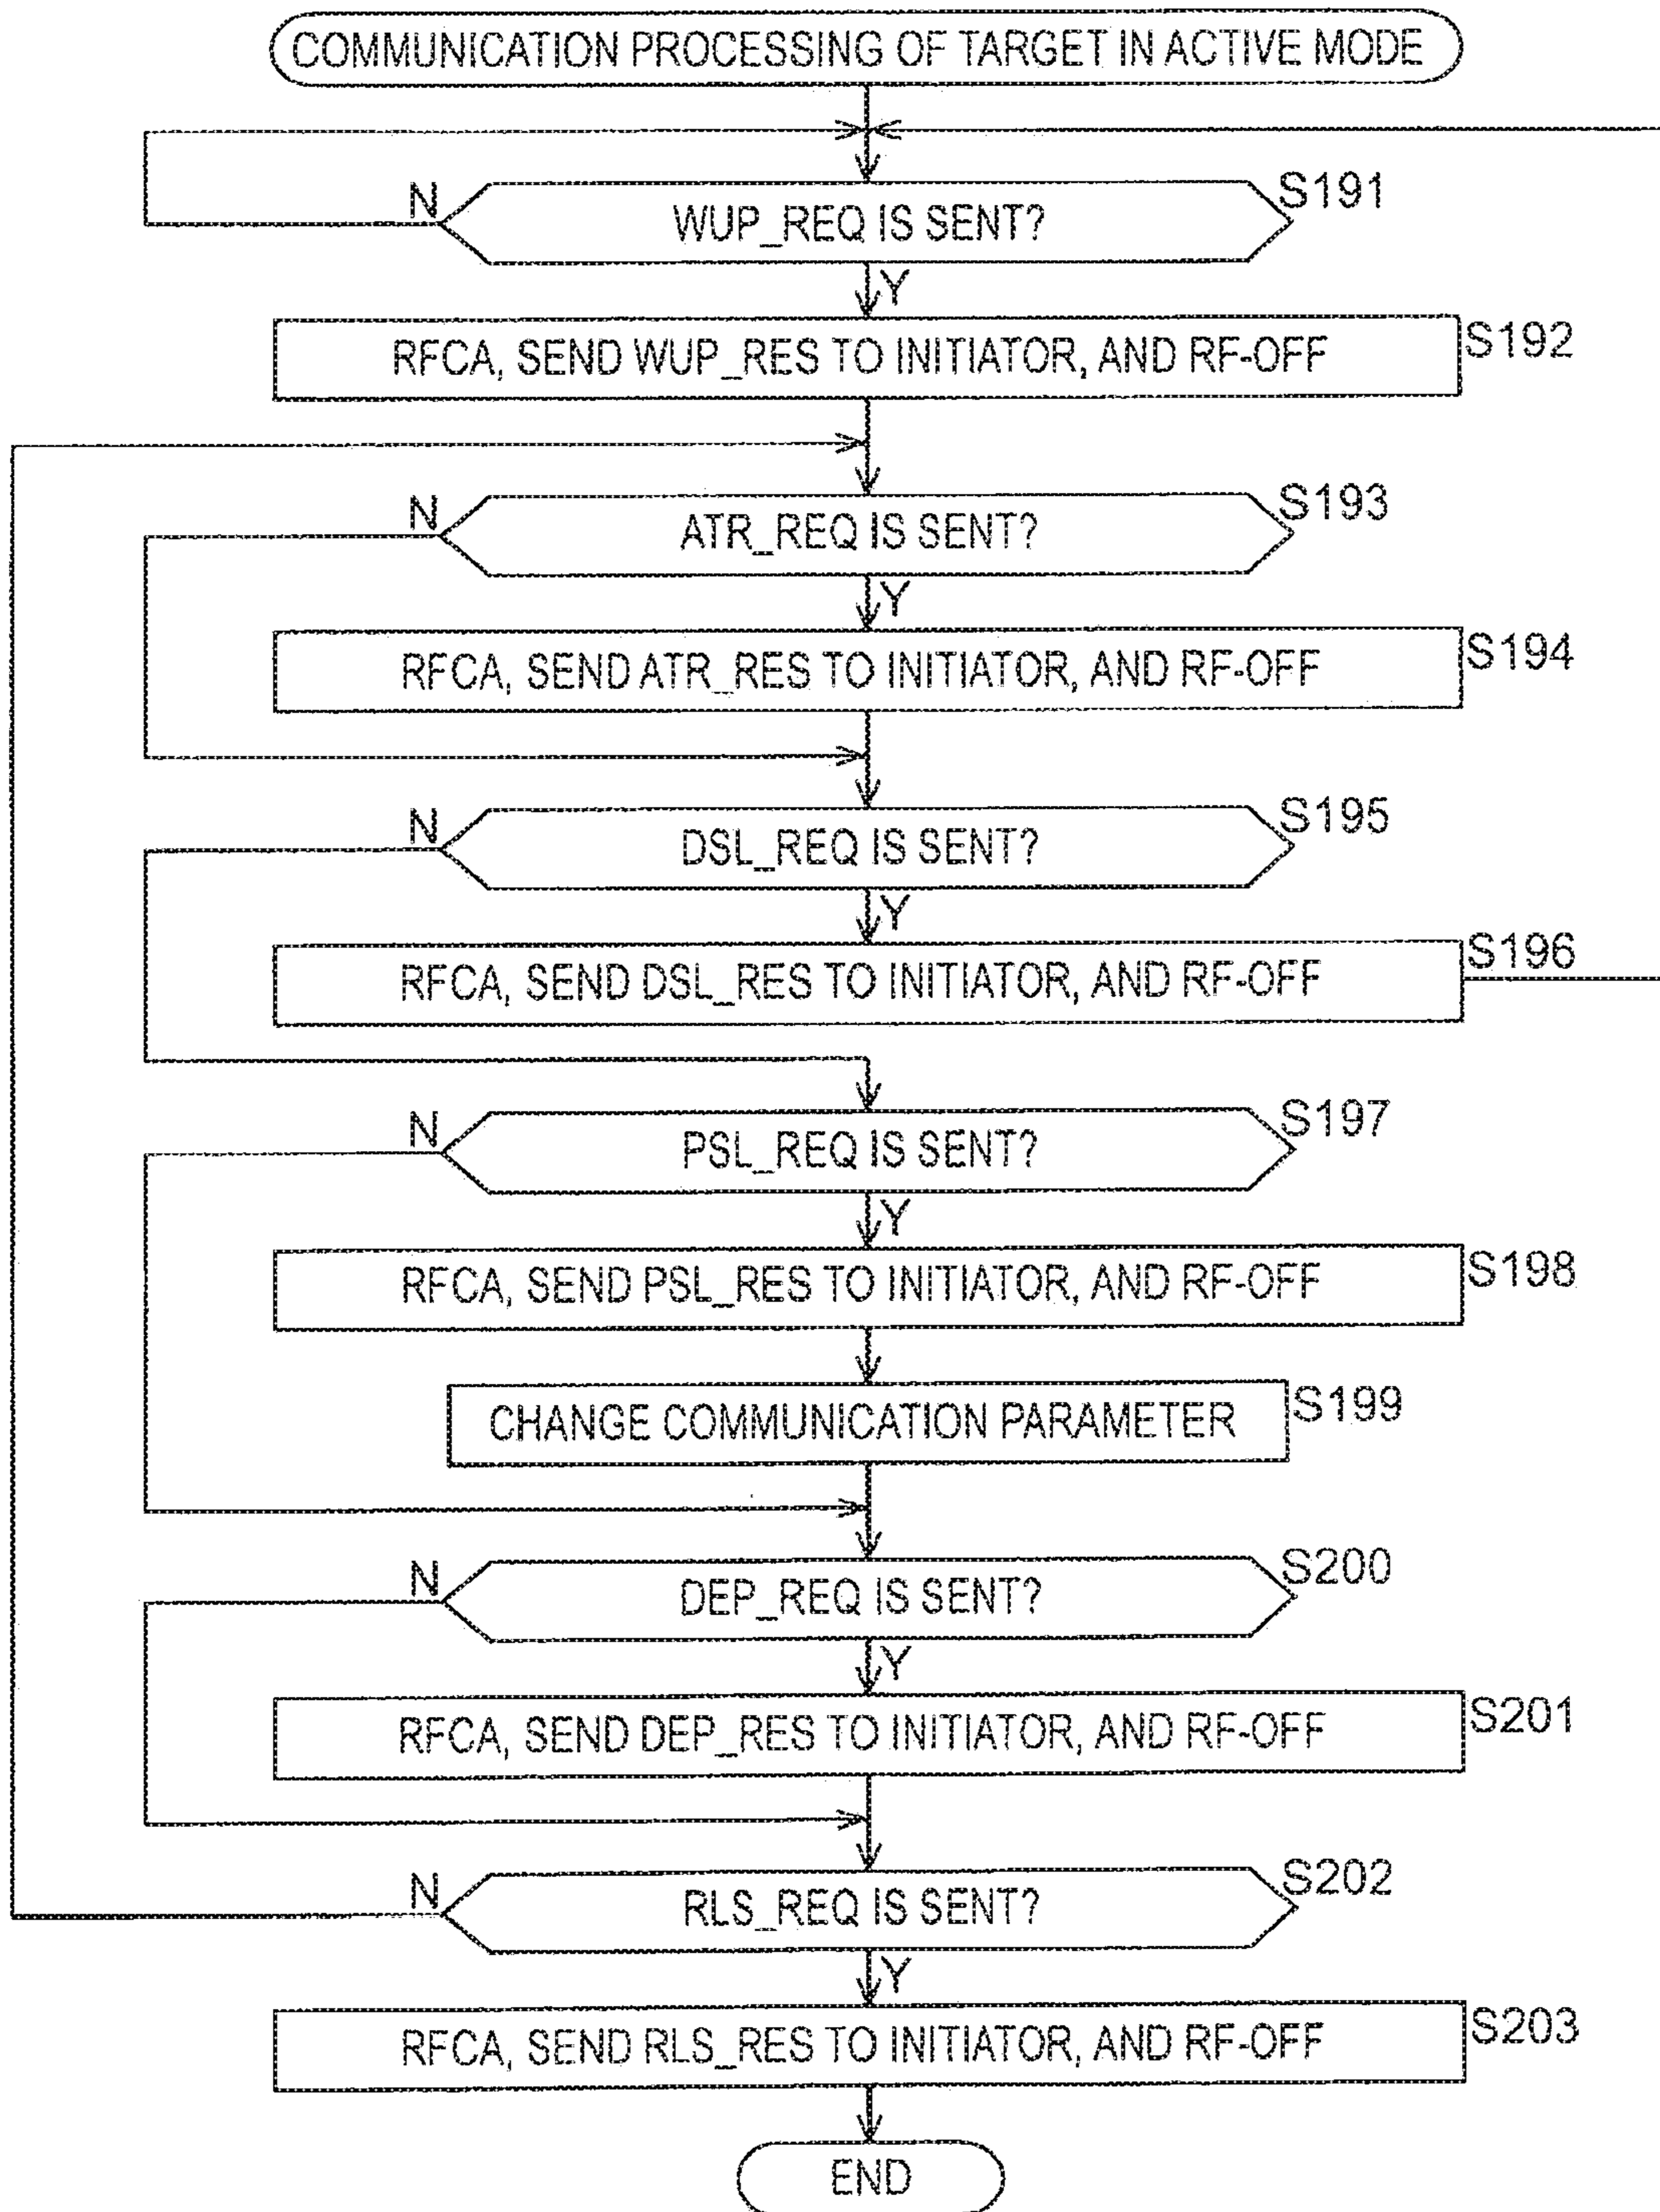 COMMUNICATION PROCESSING OF TARGET IN ACTIVE MODE
N
WUP_REQ IS SENT?
S191
Y
RFCA, SEND WUP_RES TO INITIATOR, AND RF-OFF
S192
N
ATR_REQ IS SENT?
S193
Y
RFCA, SEND ATR_RES TO INITIATOR, AND RF-OFF
S194
N
DSL_REQ IS SENT?
S195
Y
RFCA, SEND DSL_RES TO INITIATOR, AND RF-OFF
S196
N
PSL_REQ IS SENT?
S197
Y
RFCA, SEND PSL_RES TO INITIATOR, AND RF-OFF
S198
CHANGE COMMUNICATION PARAMETER
S199
N
DEP_REQ IS SENT?
S200
Y
RFCA, SEND DEP_RES TO INITIATOR, AND RF-OFF
S201
N
RLS_REQ IS SENT?
S202
Y
RFCA, SEND RLS_RES TO INITIATOR, AND RF-OFF
S203
END